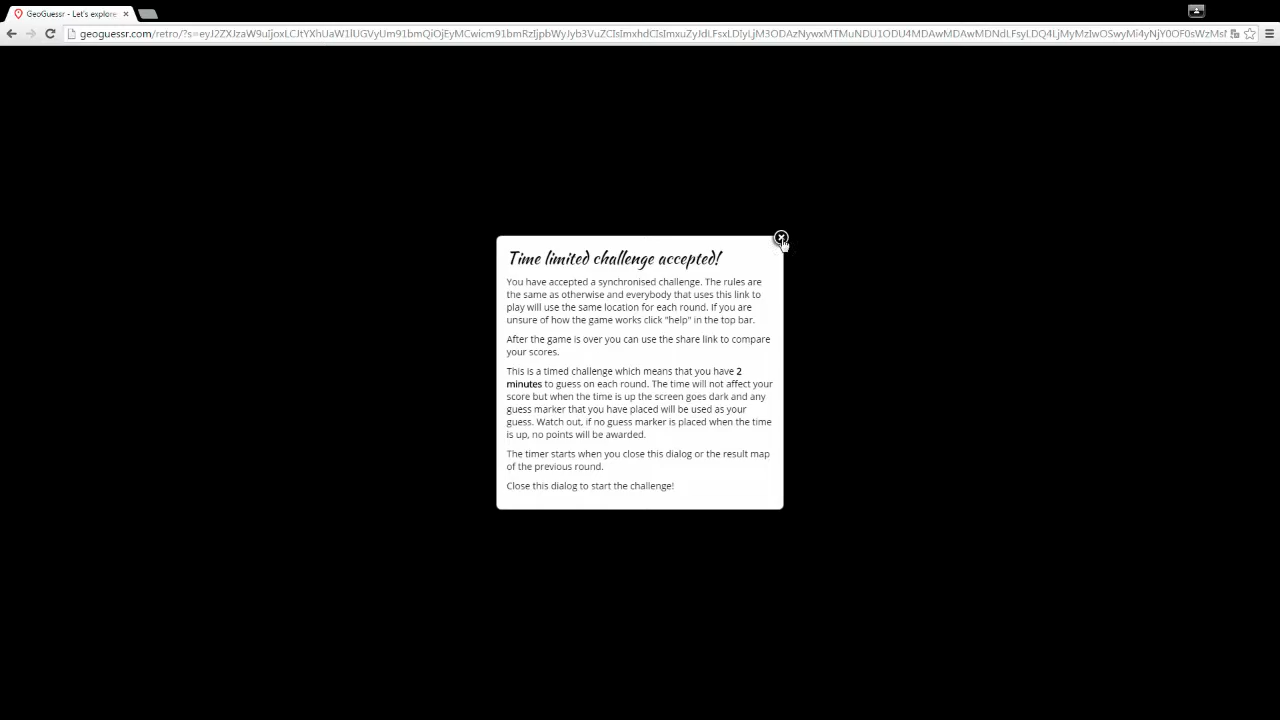 GeoGuessr - Let's explore
Time limited challenge accepted!
You have accepted a synchronised challenge. The rules are
the same as otherwise and everybody that uses this link to
play will use the same location for each round. If you are
unsure of how the game works click "help" in the top bar.
After the game is over you can use the share link to compare
your scores.
This is a timed challenge which means that you have 2
minutes to guess on each round. The time will not affect your
score but when the time is up the screen goes dark and any
guess marker that you have placed will be used as your
guess. Watch out, if no guess marker is placed when the time
is up, no points will be awarded.
The timer starts when you close this dialog or the result map
of the previous round.
Close this dialog to start the challenge!